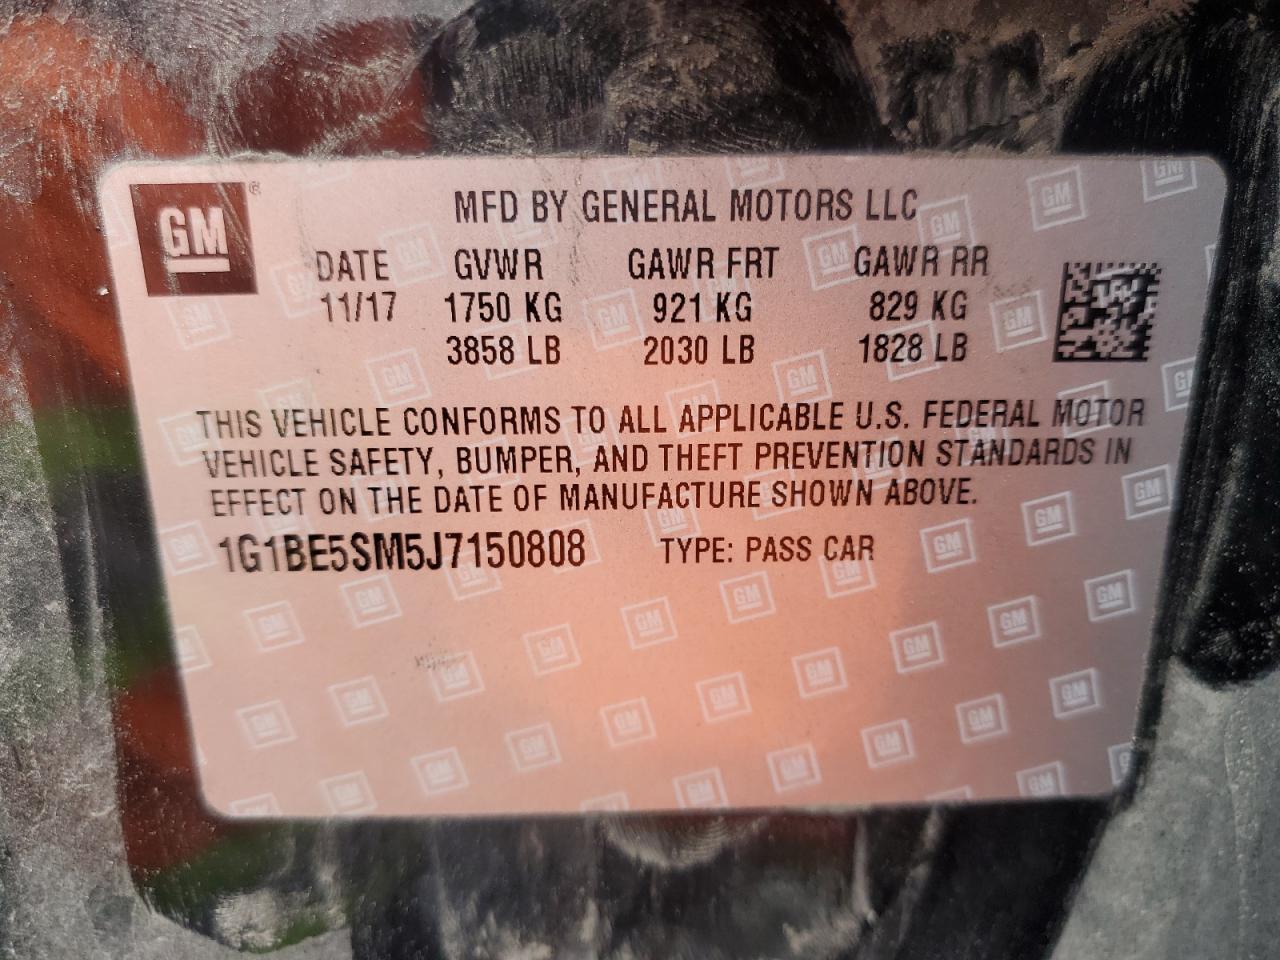 GM ®
MFD BY GENERAL MOTORS LLC
DATE GVWR GAWR FRT GAWR RR
11/17 1750 KG 921 KG 829 KG
3858 LB 2030 LB 1828 LB
THIS VEHICLE CONFORMS TO ALL APPLICABLE U.S. FEDERAL MOTOR
VEHICLE SAFETY, BUMPER, AND THEFT PREVENTION STANDARDS IN
EFFECT ON THE DATE OF MANUFACTURE SHOWN ABOVE.
1G1BE5SM5J7150808 TYPE: PASS CAR